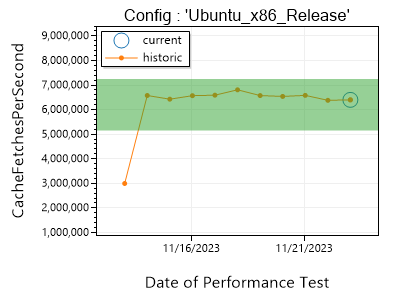 Config : 'Ubuntu_x86_Release'
current
historic
CacheFetchesPerSecond
9,000,000
8,000,000
7,000,000
6,000,000
5,000,000
4,000,000
3,000,000
2,000,000
1,000,000
11/16/2023
11/21/2023
Date of Performance Test